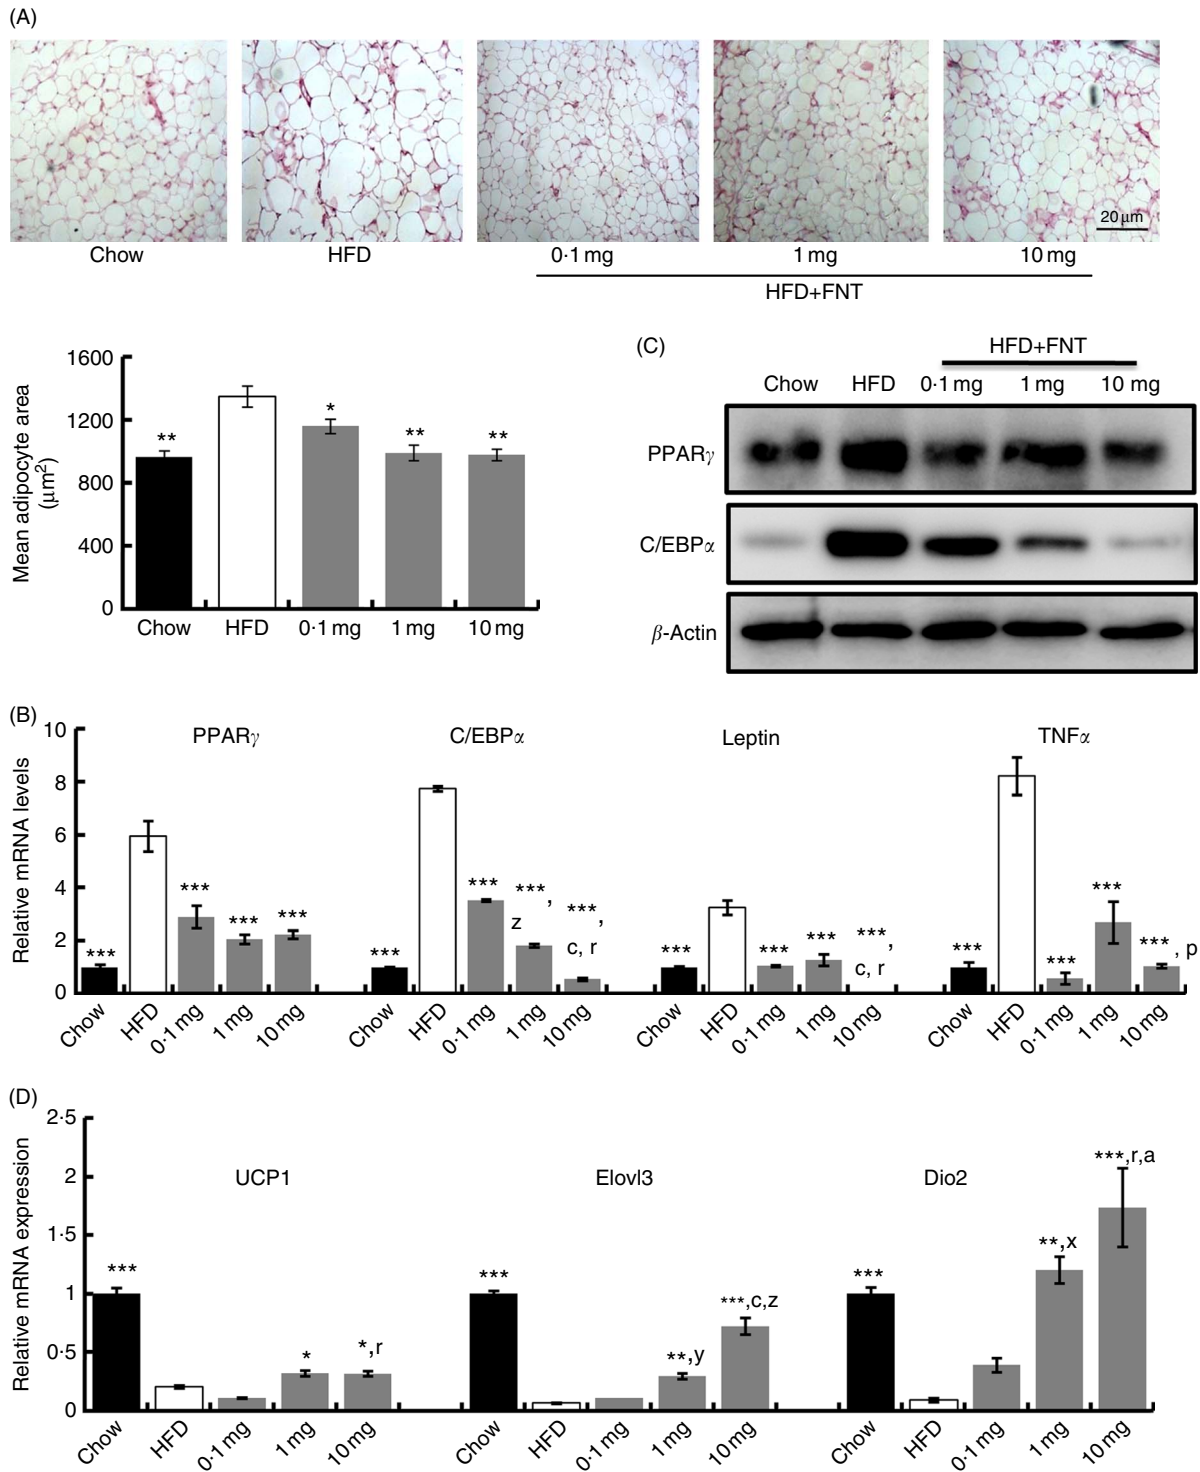 (A)
20 μm
Chow HFD 0·1 mg 1 mg 10 mg
HFD+FNT
Mean adipocyte area
(μm2)
1600
1200
800
400
0
** * ** **
Chow HFD 0·1 mg 1 mg 10 mg
(C)
HFD+FNT
Chow HFD 0·1 mg 1 mg 10 mg
PPARγ
C/EBPα
β-Actin
(B)
Relative mRNA levels
10
8
6
4
2
0
PPARγ C/EBPα Leptin TNFα
*** *** *** ***
*** *** ***, z ***, c, r
*** *** *** ***, c, r
*** *** *** ***, p
Chow HFD 0·1 mg 1 mg 10 mg Chow HFD 0·1 mg 1 mg 10 mg Chow HFD 0·1 mg 1 mg 10 mg Chow HFD 0·1 mg 1 mg 10 mg
(D)
Relative mRNA expression
2·5
2
1·5
1
0·5
0
UCP1 Elovl3 Dio2
*** * *,r
*** **,y ***,c,z
*** **,x ***,r,a
Chow HFD 0·1 mg 1 mg 10 mg Chow HFD 0·1 mg 1 mg 10 mg Chow HFD 0·1 mg 1 mg 10 mg